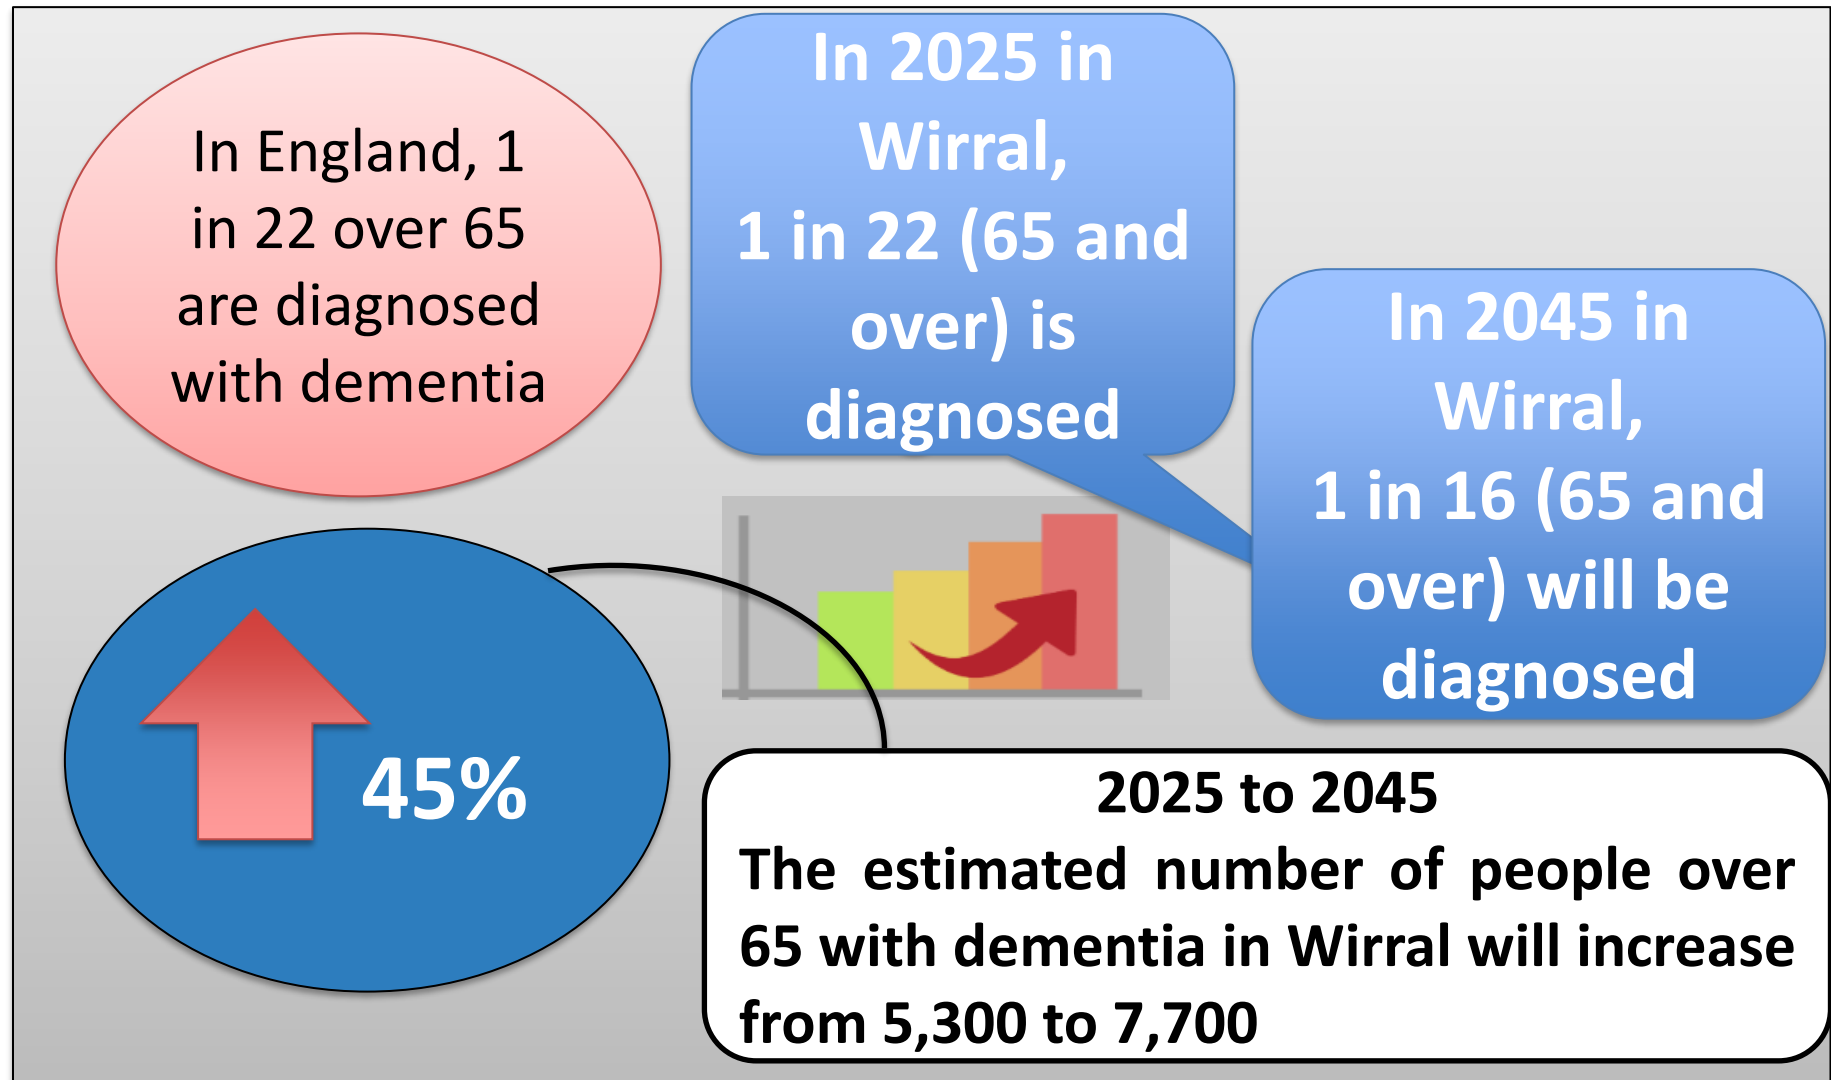 In England, 1
in 22 over 65
are diagnosed
with dementia
In 2025 in
Wirral,
1 in 22 (65 and
over) is
diagnosed
In 2045 in
Wirral,
1 in 16 (65 and
over) will be
diagnosed
45%
2025 to 2045
The estimated number of people over
65 with dementia in Wirral will increase
from 5,300 to 7,700